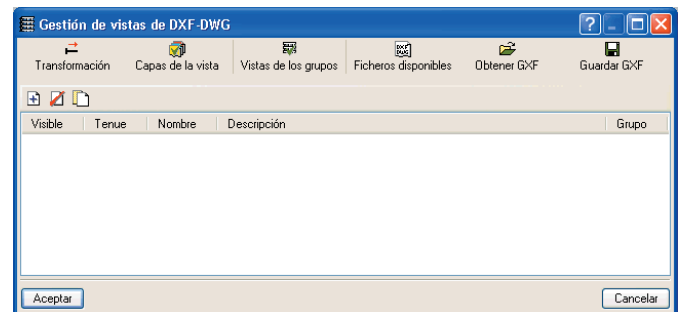 Gestión de vistas de DXF-DWG
Transformación Capas de la vista Vistas de los grupos Ficheros disponibles Obtener GXF Guardar GXF
Visible Tenue Nombre Descripción Grupo
Aceptar Cancelar